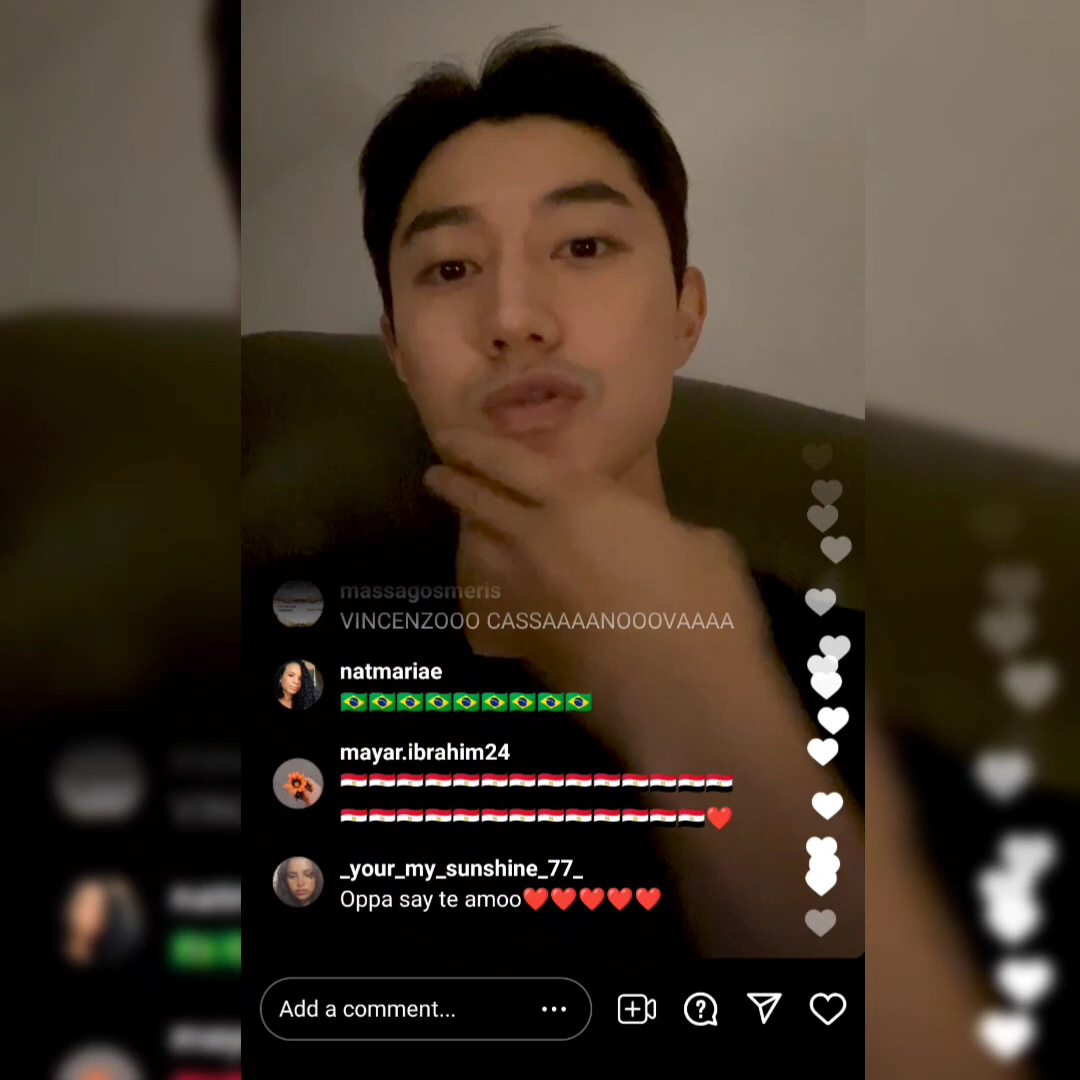 massagosmeris
VINCENZOOO CASSAAAANOOOVAAAA
natmariae
🇧🇷🇧🇷🇧🇷🇧🇷🇧🇷🇧🇷🇧🇷🇧🇷🇧🇷
mayar.ibrahim24
🇪🇬🇪🇬🇪🇬🇪🇬🇪🇬🇪🇬🇪🇬🇪🇬🇪🇬🇪🇬🇪🇬🇪🇬🇪🇬🇪🇬
🇪🇬🇪🇬🇪🇬🇪🇬🇪🇬🇪🇬🇪🇬🇪🇬🇪🇬🇪🇬🇪🇬🇪🇬🇪🇬❤️
_your_my_sunshine_77_
Oppa say te amoo❤️❤️❤️❤️❤️
Add a comment...